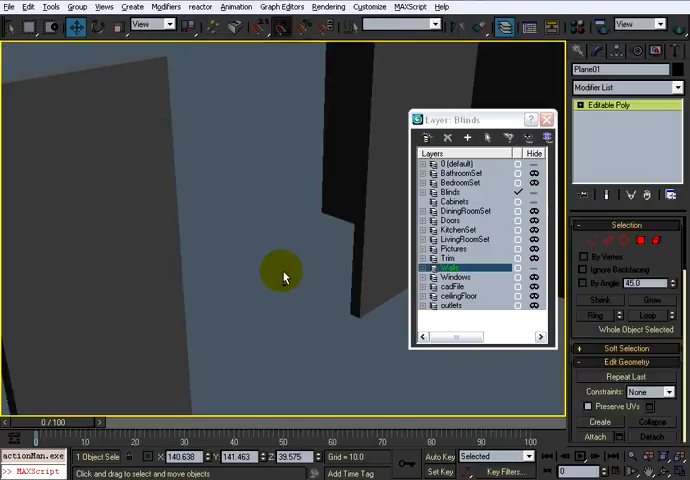 File Edit Tools Group Views Create Modifiers reactor Animation Graph Editors Rendering Customize MAXScript Help
View
View
Plane01
Modifier List
Editable Poly
Layer: Blinds
Layers Hide
0 (default)
BathroomSet
BedroomSet
Blinds
Cabinets
DiningRoomSet
Doors
KitchenSet
LivingRoomSet
Pictures
Trim
Walls
Windows
cadFile
ceilingFloor
outlets
Selection
By Vertex
Ignore Backfacing
By Angle: 45.0
Shrink Grow
Ring Loop
Whole Object Selected
Soft Selection
Edit Geometry
Repeat Last
Constraints: None
Preserve UVs
Create Collapse
Attach Detach
0 / 100
0 10 20 30 40 50 60 70 80 90 100
actionMan.exe
>> MAXScript
1 Object Sele
X: 140.638 Y: 141.463 Z: 39.575
Grid = 10.0
Click and drag to select and move objects
Add Time Tag
Auto Key Selected
Set Key Key Filters...
0